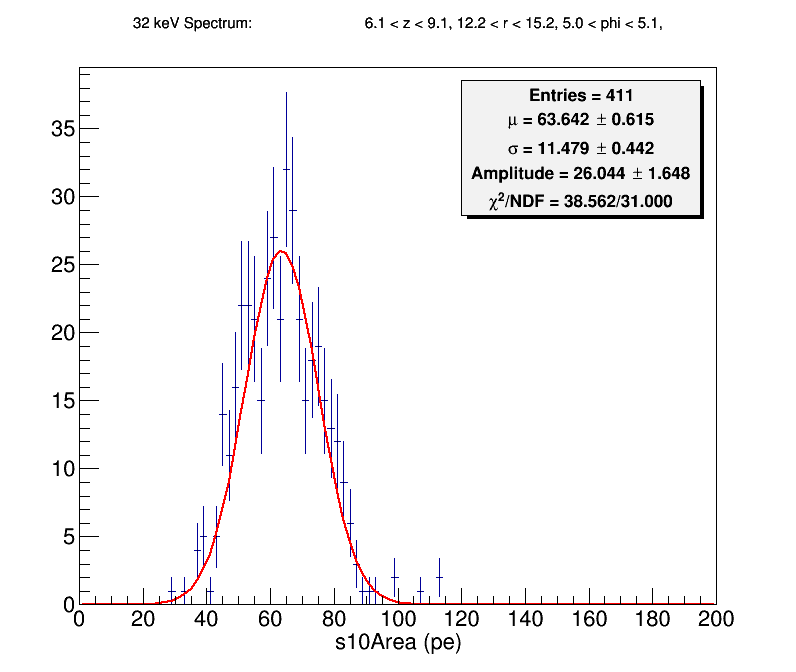 32 keV Spectrum: 6.1 < z < 9.1, 12.2 < r < 15.2, 5.0 < phi < 5.1,
Entries = 411
μ = 63.642 ± 0.615
σ = 11.479 ± 0.442
Amplitude = 26.044 ± 1.648
χ²/NDF = 38.562/31.000
35
30
25
20
15
10
5
0
0 20 40 60 80 100 120 140 160 180 200
s10Area (pe)